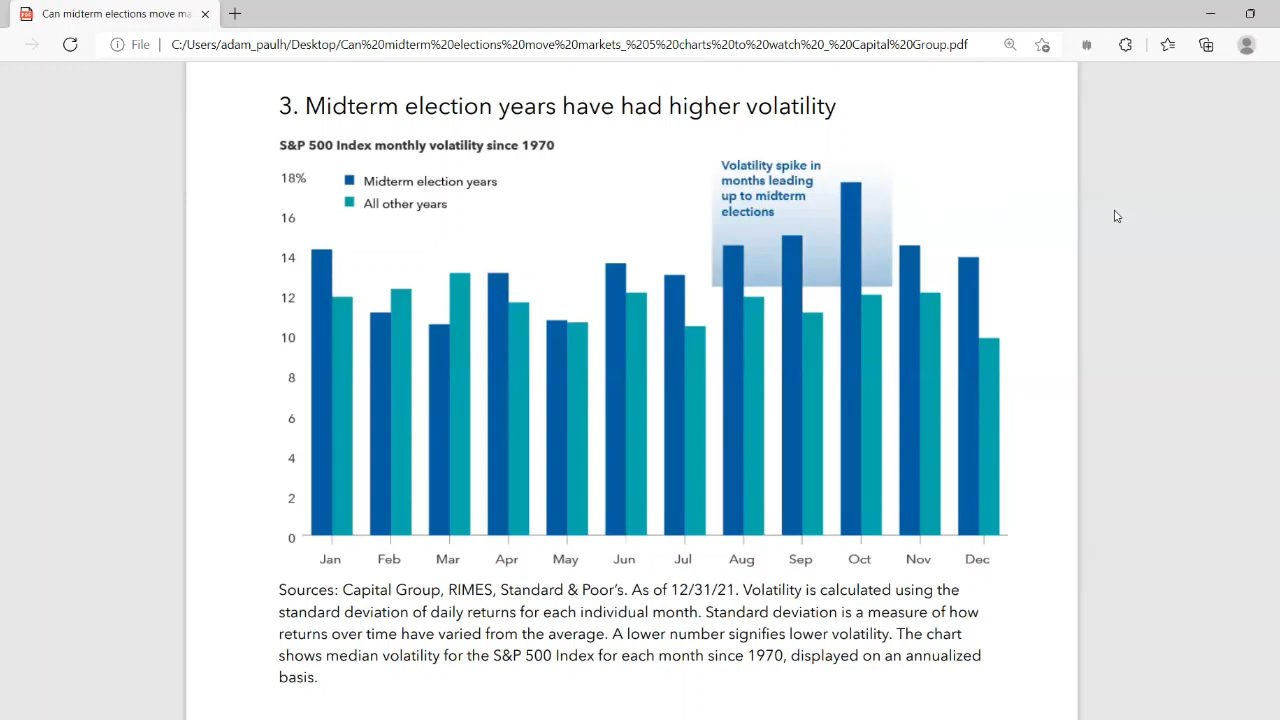 Can midterm elections move ma
File
C:/Users/adam_paulh/Desktop/Can%20midterm%20elections%20move%20markets_%205%20charts%20to%20watch%20_%20Capital%20Group.pdf
3. Midterm election years have had higher volatility
S&P 500 Index monthly volatility since 1970
Midterm election years
All other years
Volatility spike in
months leading
up to midterm
elections
18%
16
14
12
10
8
6
4
2
0
Jan Feb Mar Apr May Jun Jul Aug Sep Oct Nov Dec
Sources: Capital Group, RIMES, Standard & Poor's. As of 12/31/21. Volatility is calculated using the
standard deviation of daily returns for each individual month. Standard deviation is a measure of how
returns over time have varied from the average. A lower number signifies lower volatility. The chart
shows median volatility for the S&P 500 Index for each month since 1970, displayed on an annualized
basis.